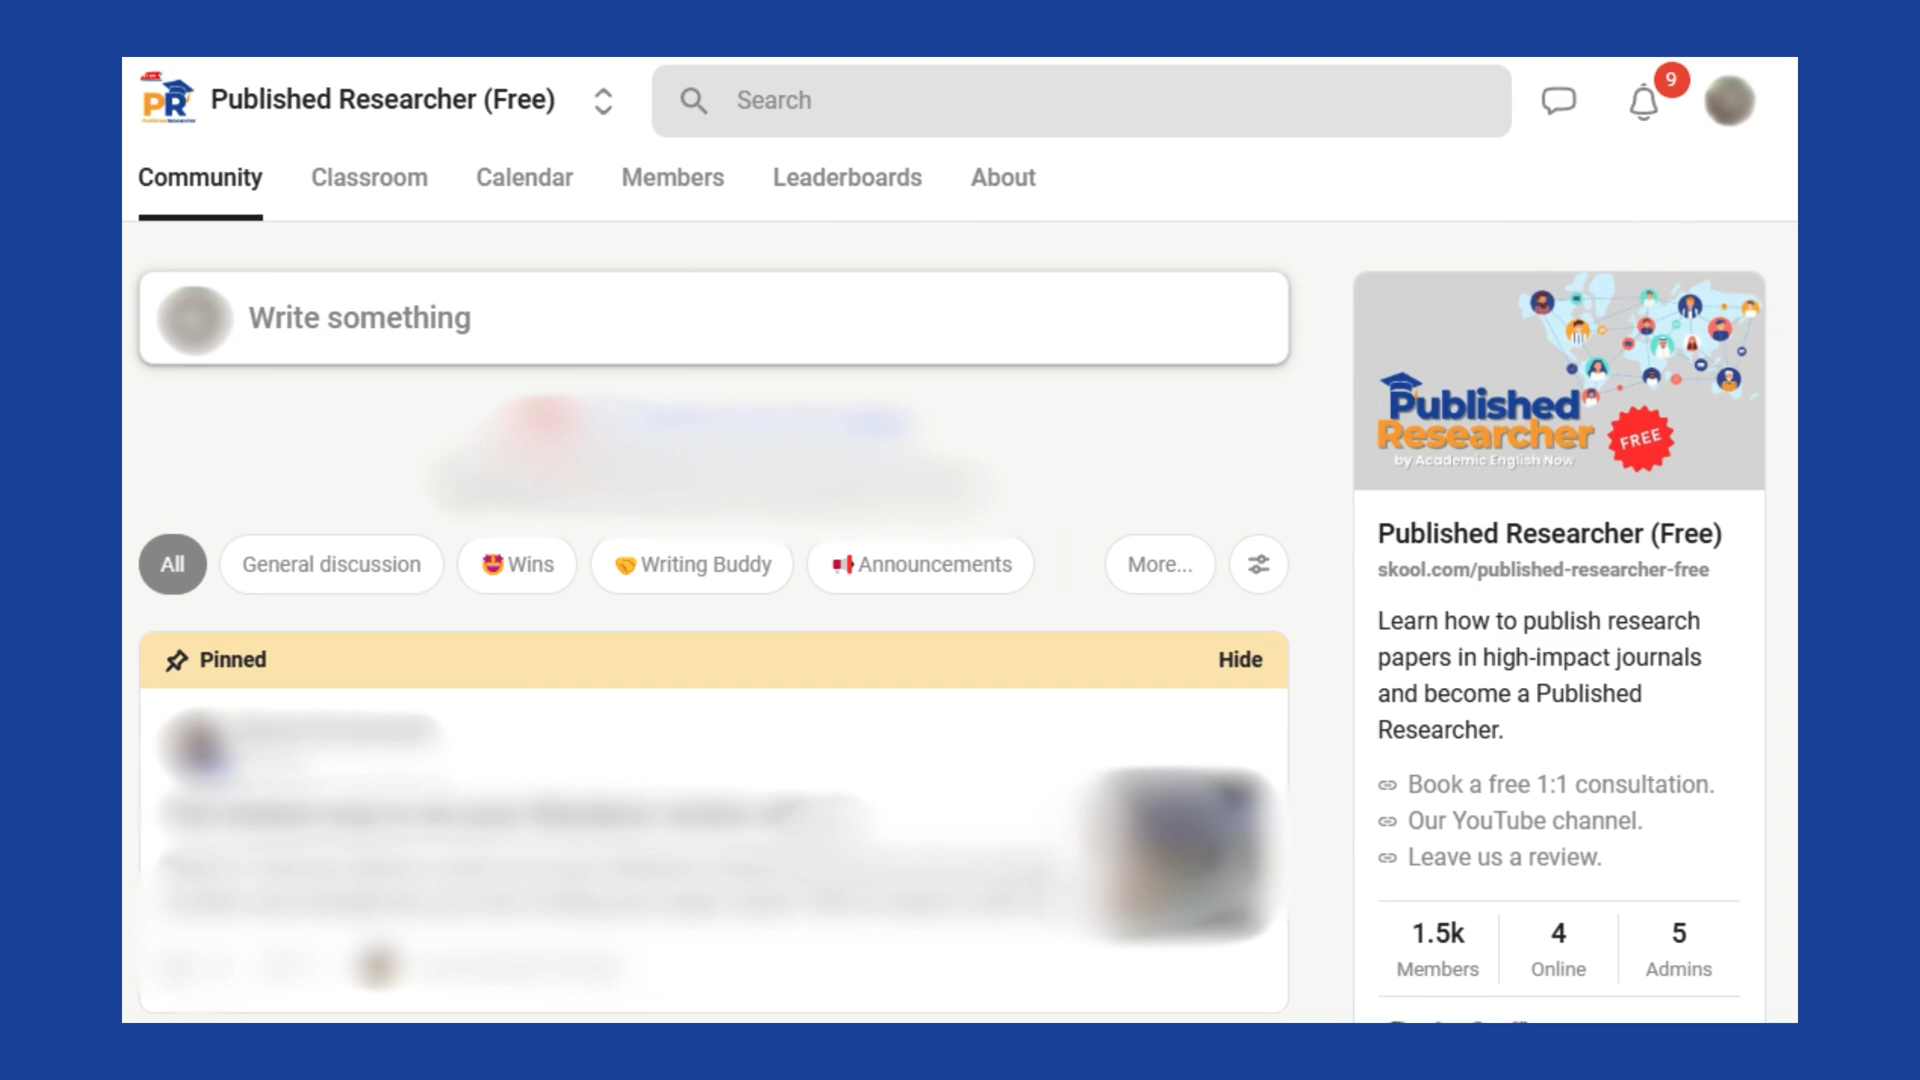 PR
Published Researcher (Free)
Search
9
Community
Classroom
Calendar
Members
Leaderboards
About
Write something
All
General discussion
🤩Wins
🤝Writing Buddy
📢Announcements
More...
Pinned
Hide
Published
Researcher
by Academic English Now
FREE
Published Researcher (Free)
skool.com/published-researcher-free
Learn how to publish research
papers in high-impact journals
and become a Published
Researcher.
Book a free 1:1 consultation.
Our YouTube channel.
Leave us a review.
1.5k
Members
4
Online
5
Admins